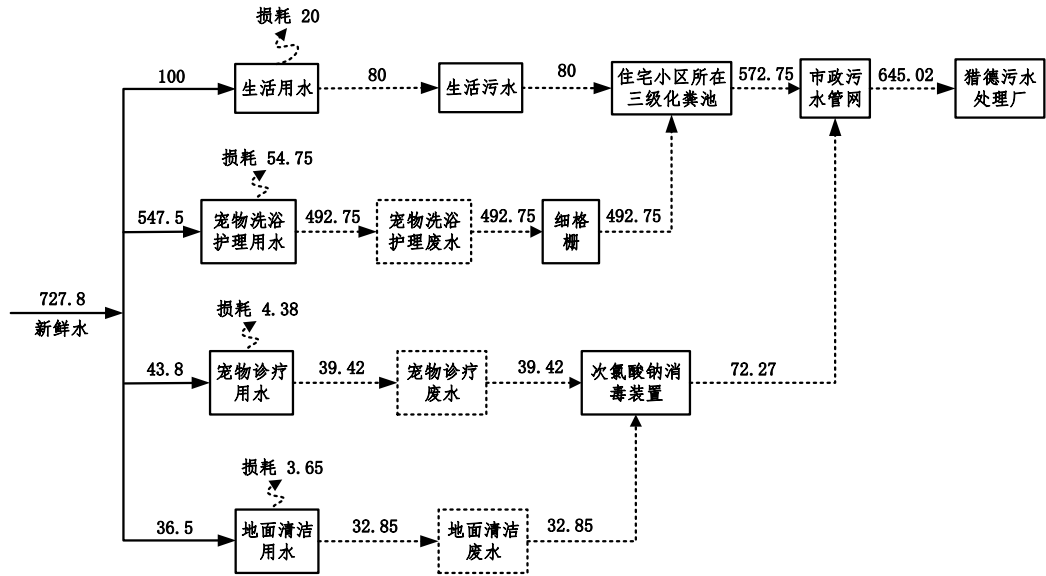 损耗 20
100
生活用水
80
生活污水
80
住宅小区所在
三级化粪池
572.75
市政污
水管网
645.02
猎德污水
处理厂
损耗 54.75
547.5
宠物洗浴
护理用水
492.75
宠物洗浴
护理废水
492.75
细格
栅
492.75
727.8
新鲜水
损耗 4.38
43.8
宠物诊疗
用水
39.42
宠物诊疗
废水
39.42
次氯酸钠消
毒装置
72.27
损耗 3.65
36.5
地面清洁
用水
32.85
地面清洁
废水
32.85